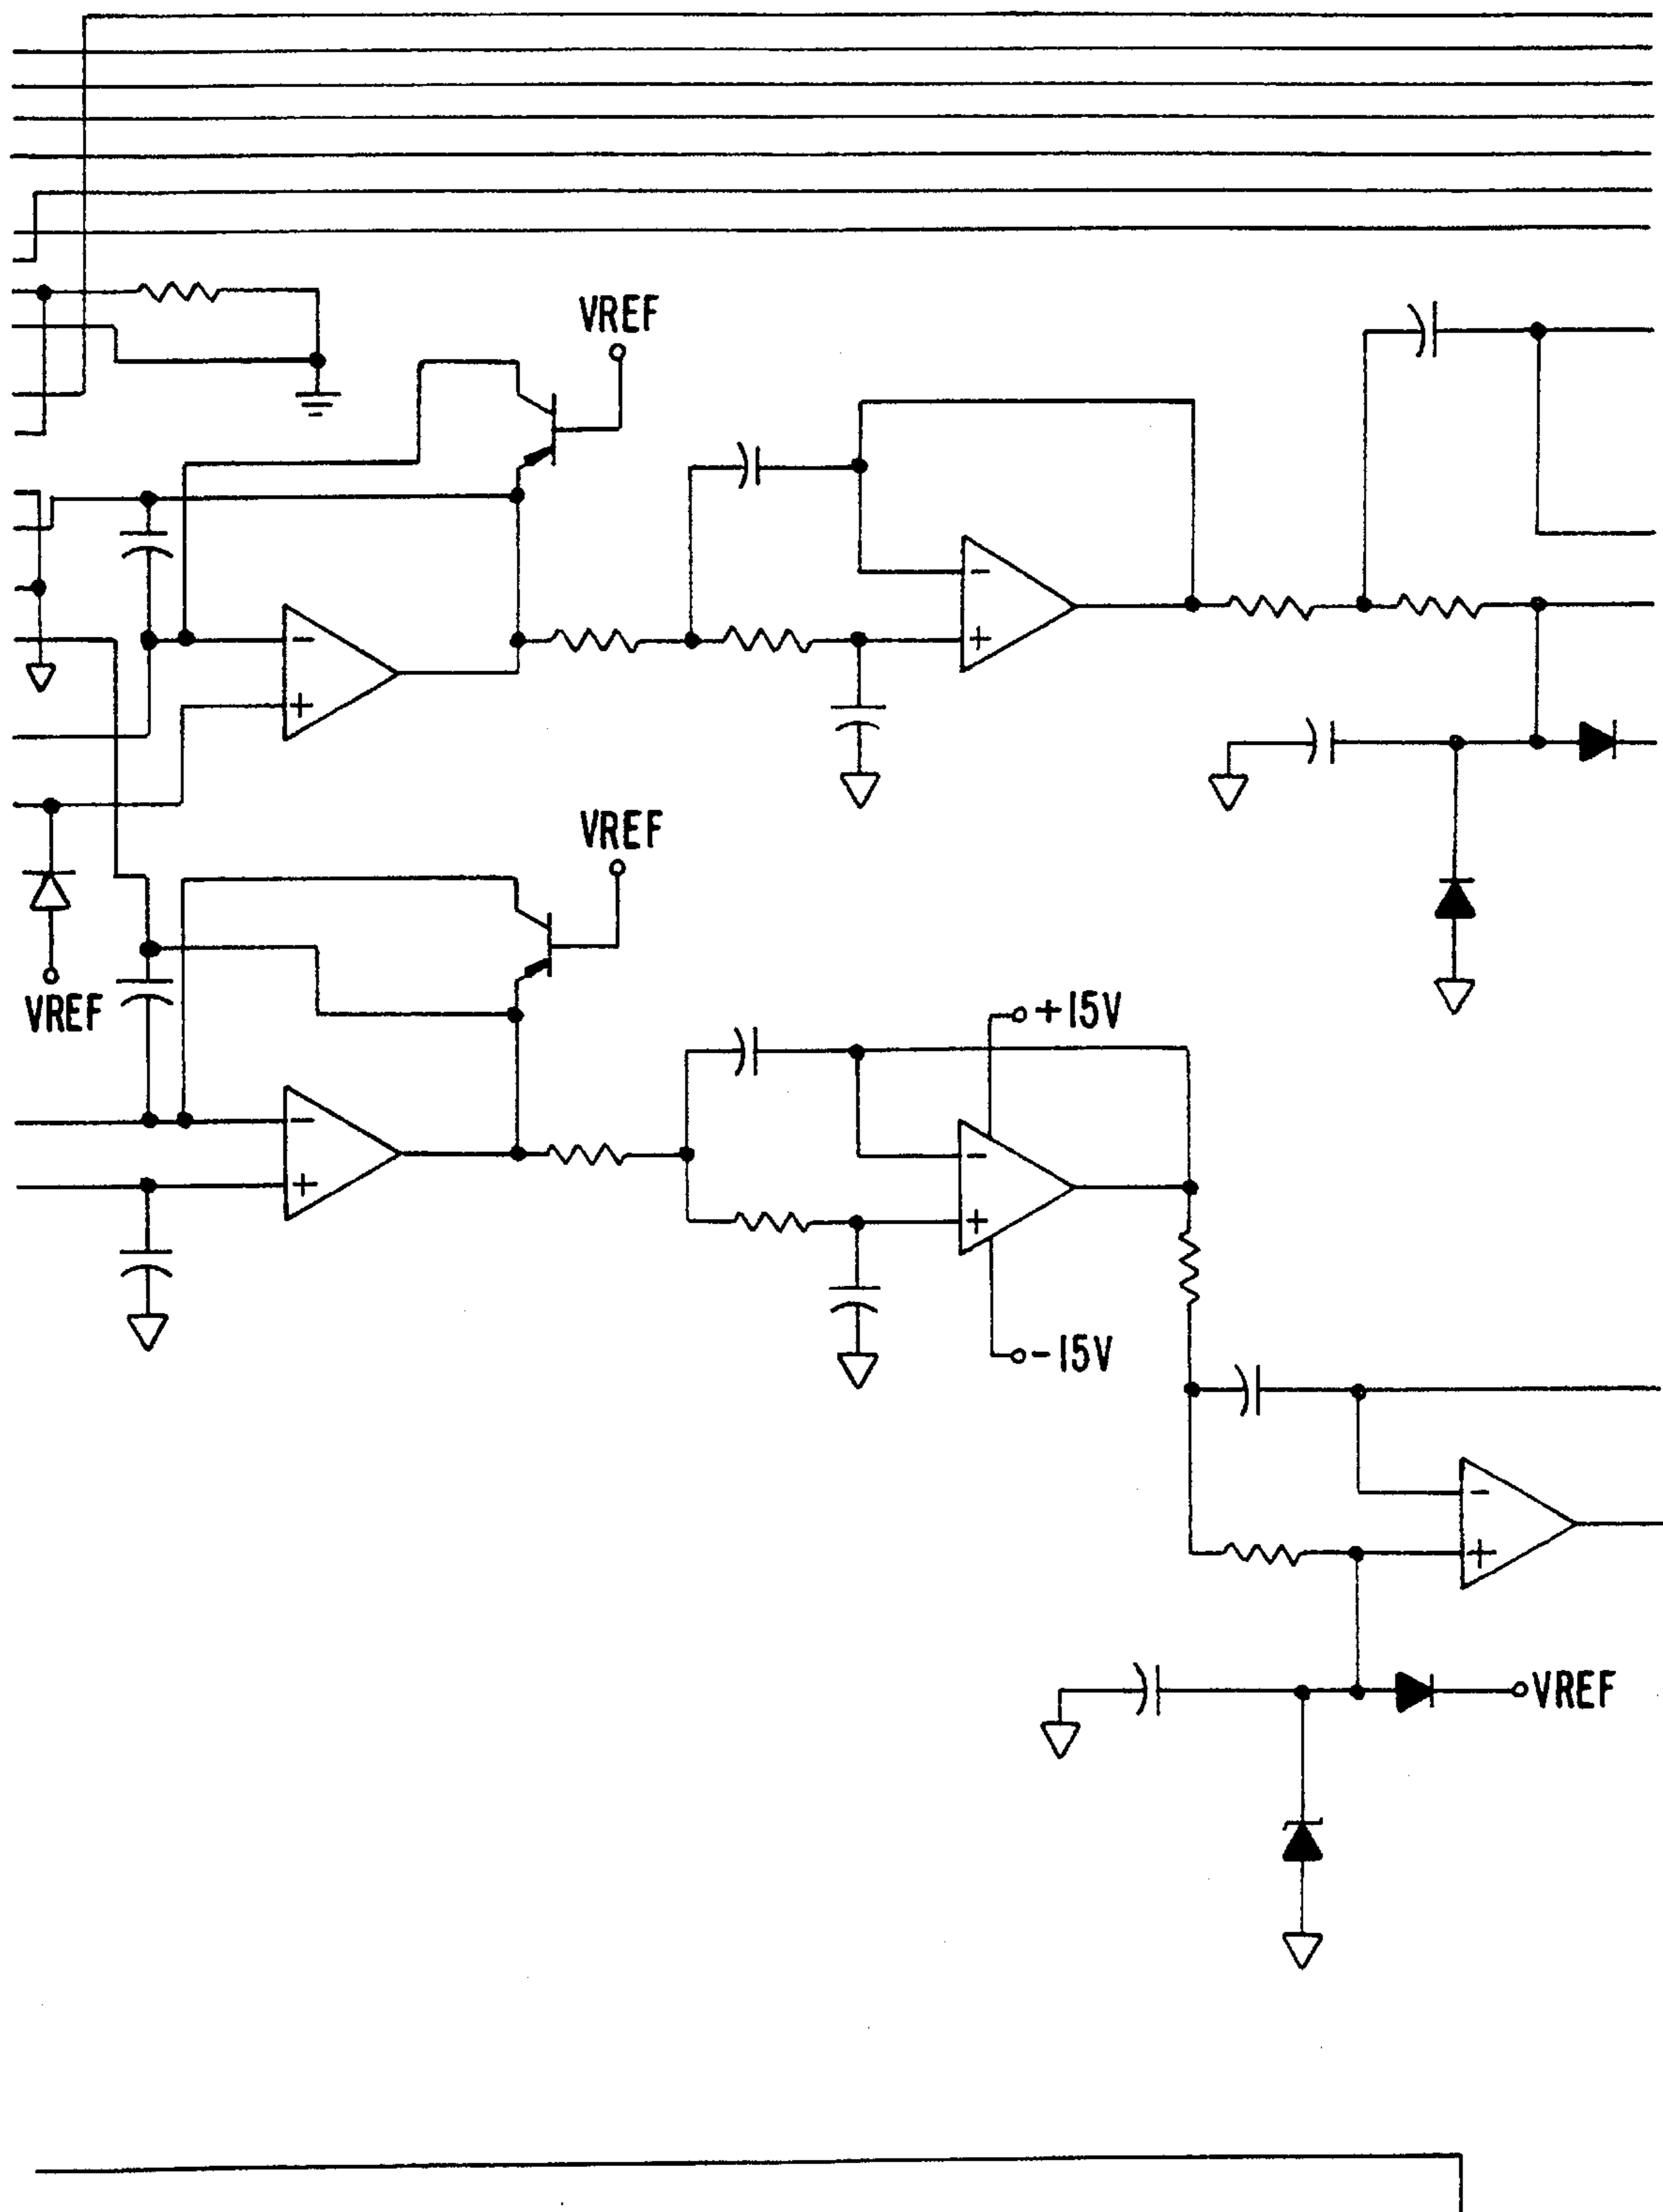 VREF
-
+
-
+
VREF
VREF
+15V
-
+
-
+
-15V
-
+
VREF